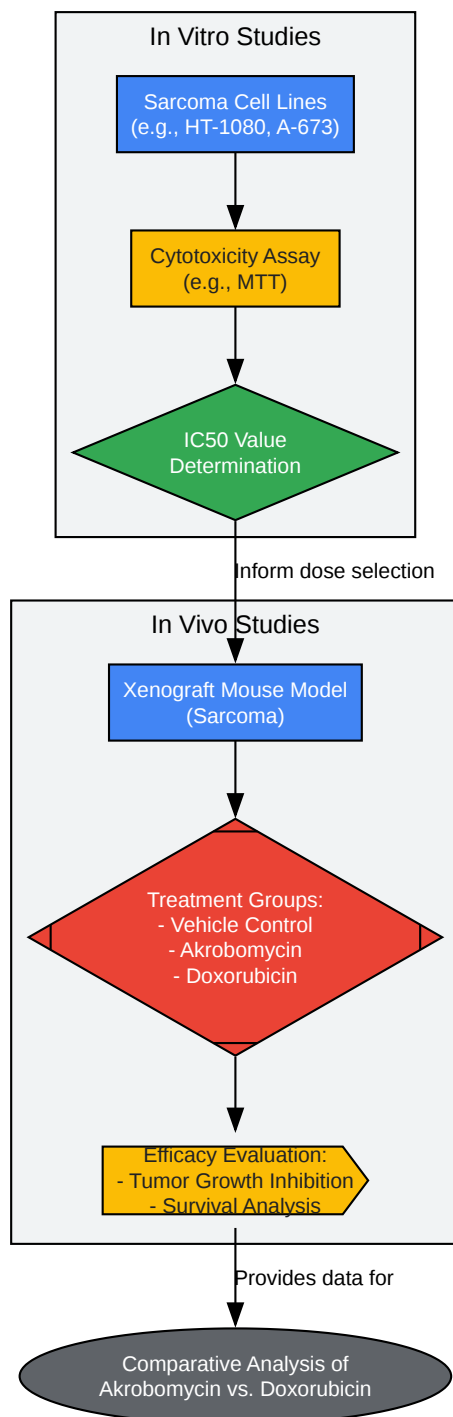 In Vitro Studies
Sarcoma Cell Lines
(e.g., HT-1080, A-673)
Cytotoxicity Assay
(e.g., MTT)
IC50 Value
Determination
Inform dose selection
In Vivo Studies
Xenograft Mouse Model
(Sarcoma)
Treatment Groups:
- Vehicle Control
- Akrobomycin
- Doxorubicin
Efficacy Evaluation:
- Tumor Growth Inhibition
- Survival Analysis
Provides data for
Comparative Analysis of
Akrobomycin vs. Doxorubicin